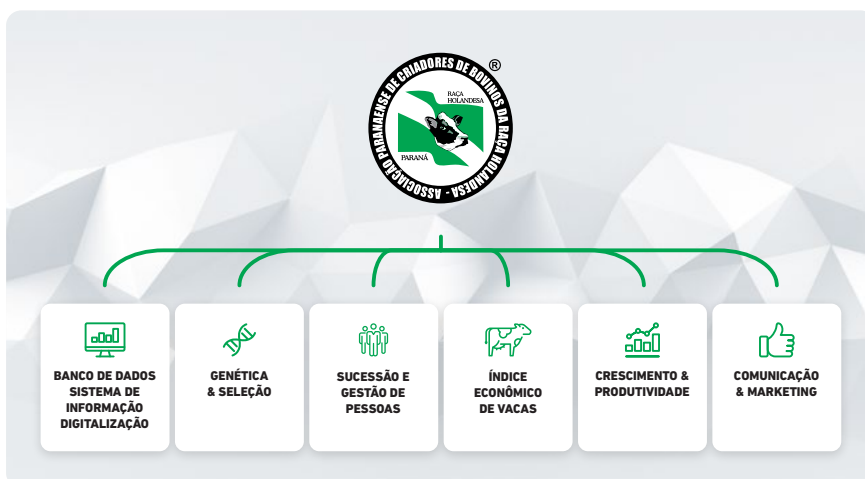 ASSOCIAÇÃO PARANAENSE DE CRIADORES DE BOVINOS DA RAÇA HOLANDESA -
®
RAÇA
HOLANDESA
PARANÁ
BANCO DE DADOS
SISTEMA DE
INFORMAÇÃO
DIGITALIZAÇÃO
GENÉTICA
& SELEÇÃO
SUCESSÃO E
GESTÃO DE
PESSOAS
ÍNDICE
ECONÔMICO
DE VACAS
CRESCIMENTO &
PRODUTIVIDADE
COMUNICAÇÃO
& MARKETING